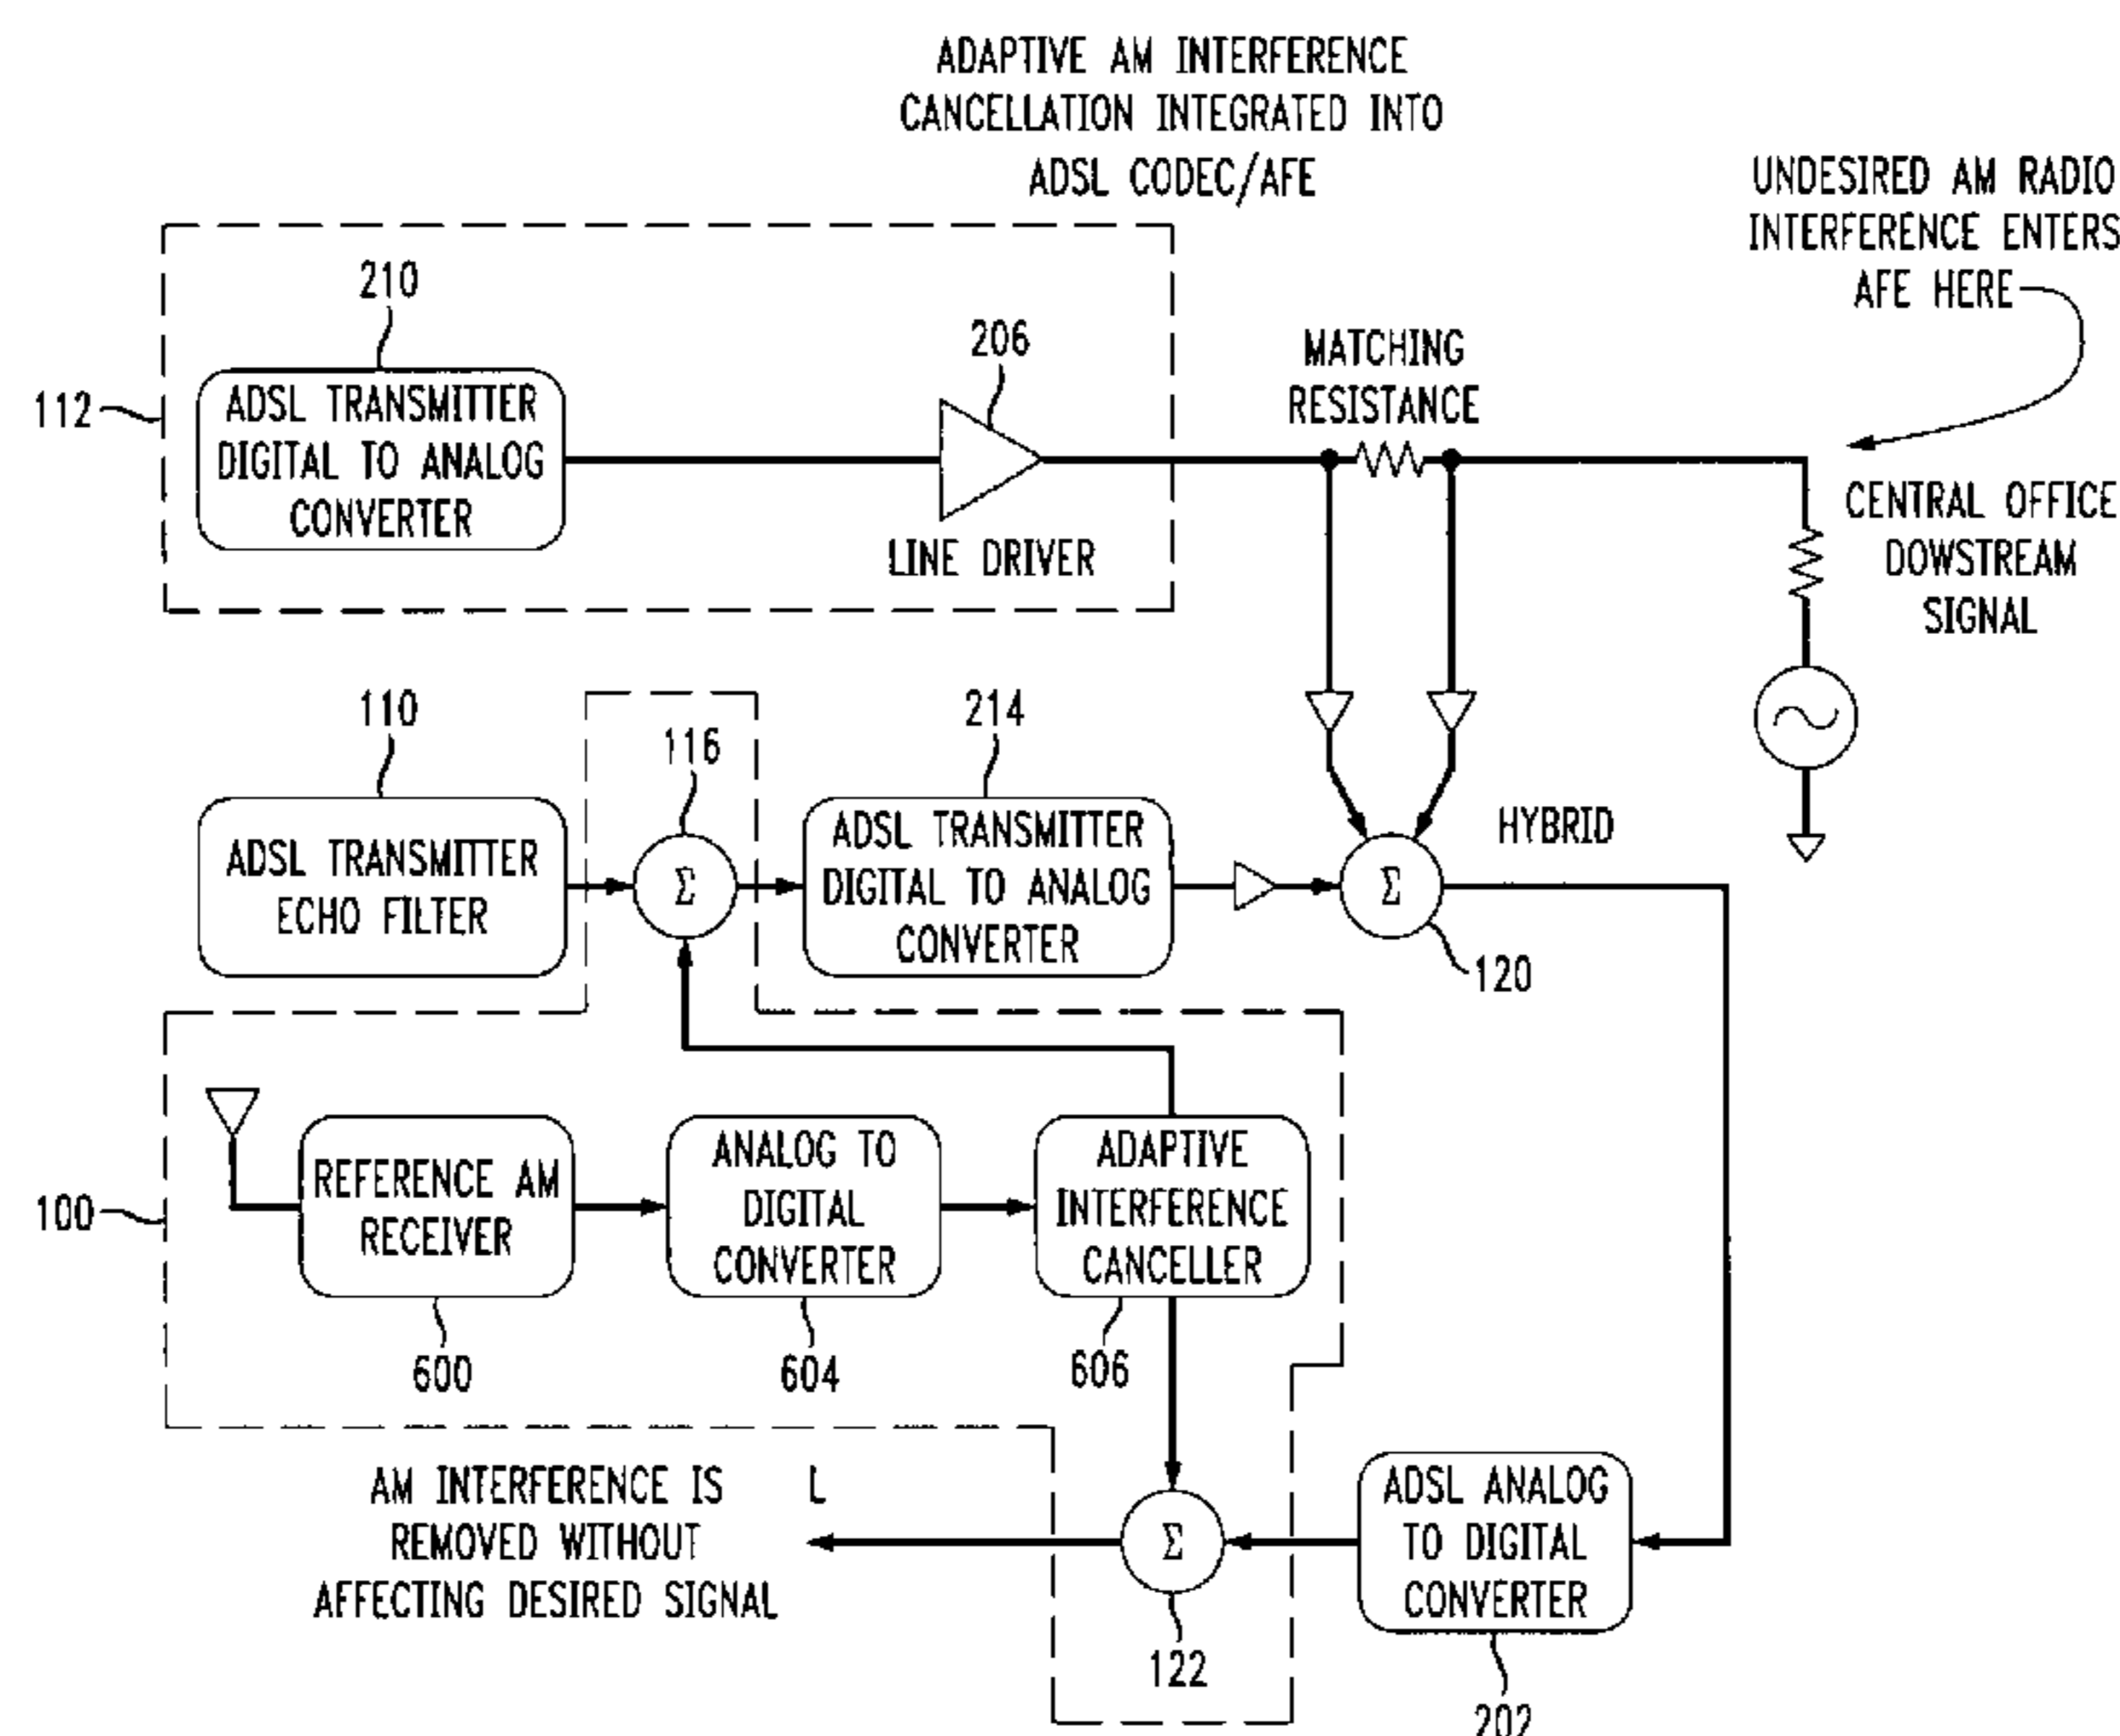 ADAPTIVE AM INTERFERENCE
CANCELLATION INTEGRATED INTO
ADSL CODEC/AFE
UNDESIRED AM RADIO
INTERFERENCE ENTERS
AFE HERE
210
206
MATCHING
RESISTANCE
112
ADSL TRANSMITTER
DIGITAL TO ANALOG
CONVERTER
LINE DRIVER
CENTRAL OFFICE
DOWSTREAM
SIGNAL
110
116
214
ADSL TRANSMITTER
ECHO FILTER
Σ
ADSL TRANSMITTER
DIGITAL TO ANALOG
CONVERTER
Σ
HYBRID
120
100
REFERENCE AM
RECEIVER
ANALOG TO
DIGITAL
CONVERTER
ADAPTIVE
INTERFERENCE
CANCELLER
600
604
606
AM INTERFERENCE IS
REMOVED WITHOUT
AFFECTING DESIRED SIGNAL
L
Σ
ADSL ANALOG
TO DIGITAL
CONVERTER
122
202